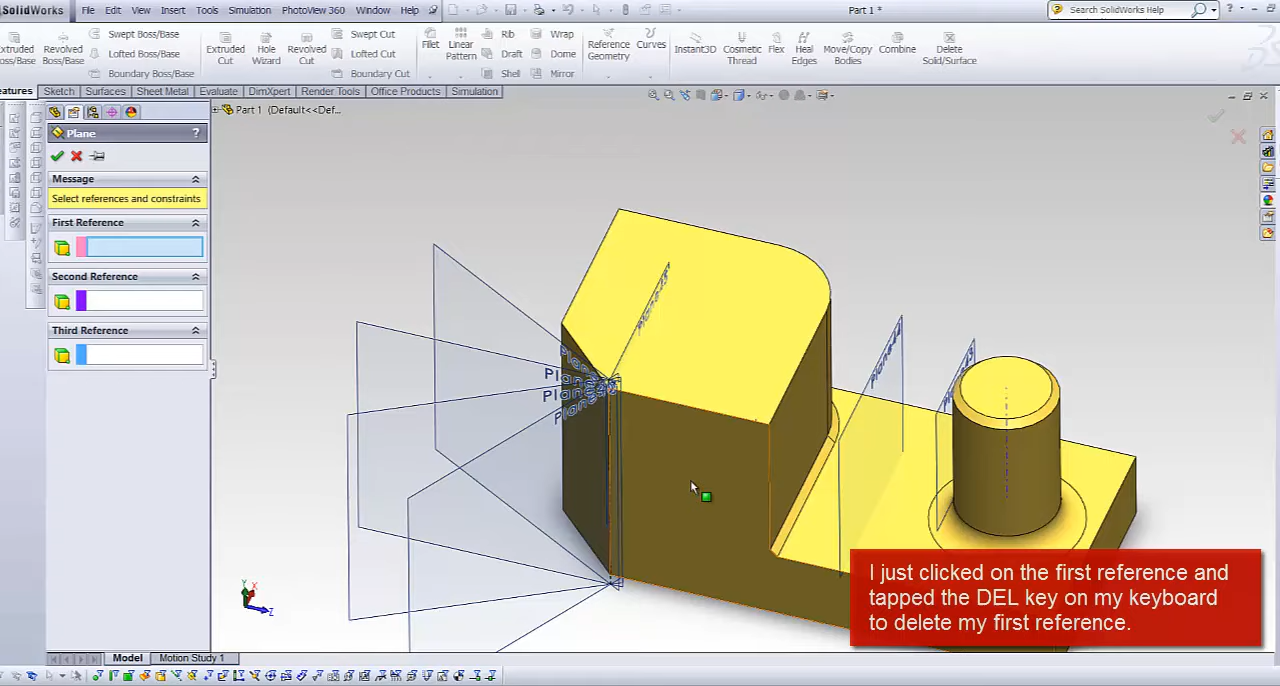 SolidWorks File Edit View Insert Tools Simulation PhotoView 360 Window Help Part 1 * Search SolidWorks Help
Extruded Boss/Base Revolved Boss/Base Swept Boss/Base Lofted Boss/Base Boundary Boss/Base Extruded Cut Hole Wizard Revolved Cut Swept Cut Lofted Cut Boundary Cut Fillet Linear Pattern Rib Draft Shell Wrap Dome Mirror Reference Geometry Curves Instant3D Cosmetic Thread Flex Heal Edges Move/Copy Bodies Combine Delete Solid/Surface
Features Sketch Surfaces Sheet Metal Evaluate DimXpert Render Tools Office Products Simulation
Part 1 (Default<<Def...
Plane ?
Message
Select references and constraints
First Reference
Second Reference
Third Reference
I just clicked on the first reference and
tapped the DEL key on my keyboard
to delete my first reference.
Y X Z
Model Motion Study 1